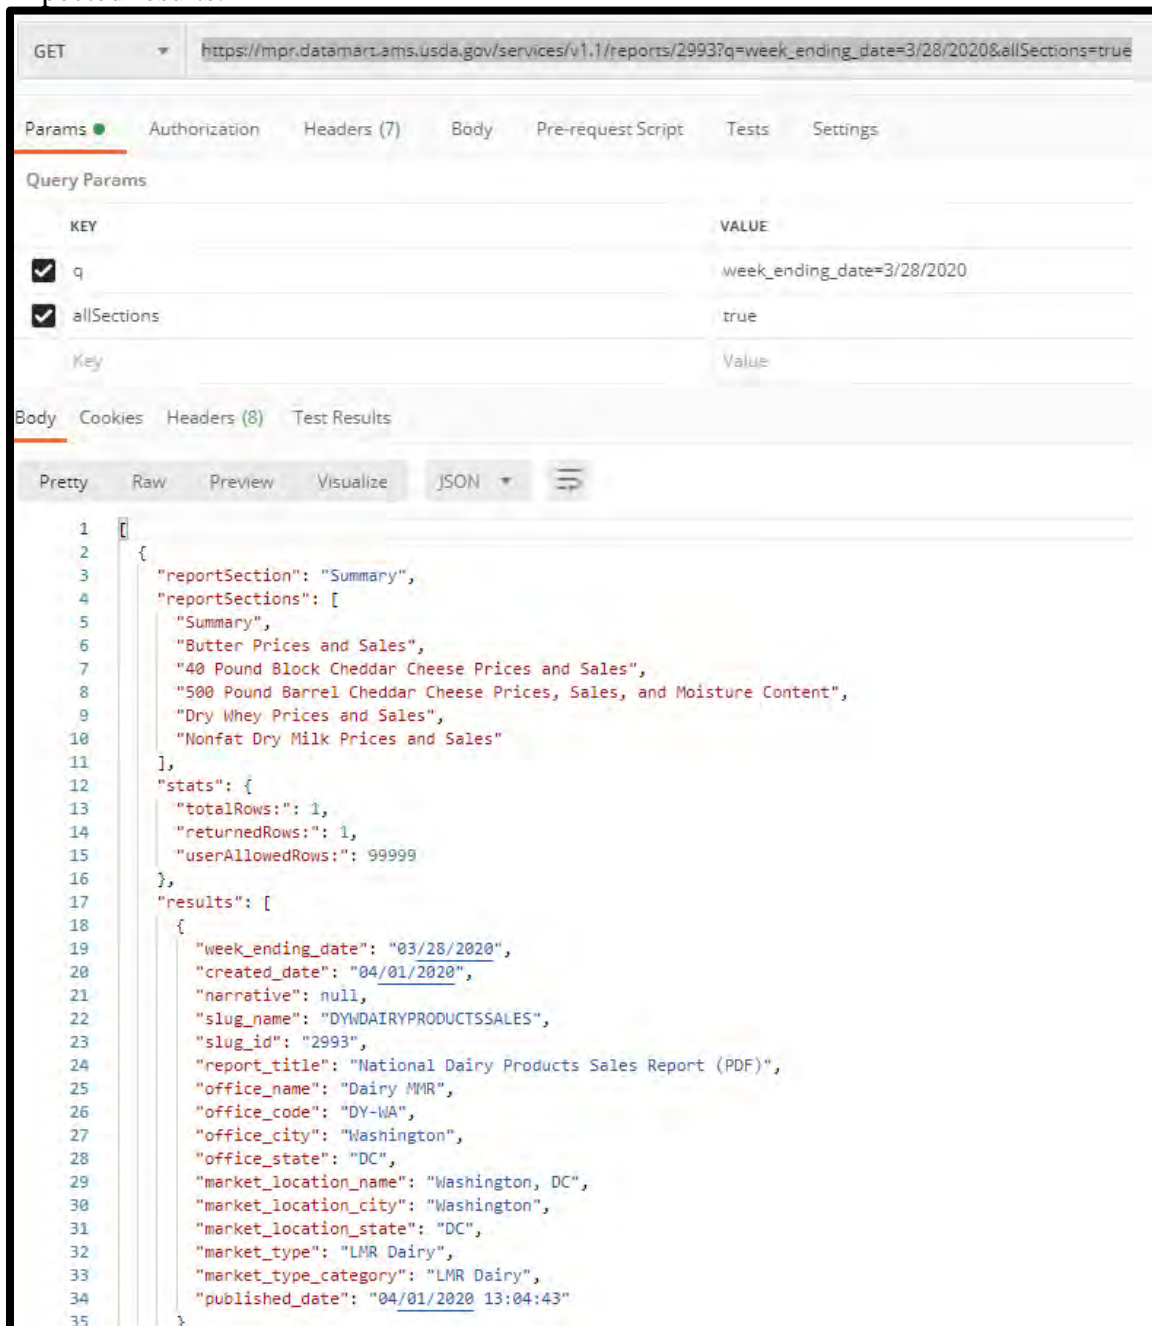 GET https://mpr.datamart.ams.usda.gov/services/v1.1/reports/2993?q=week_ending_date=3/28/2020&allSections=true
Params Authorization Headers (7) Body Pre-request Script Tests Settings
Query Params
KEY VALUE
q week_ending_date=3/28/2020
allSections true
Key Value
Body Cookies Headers (8) Test Results
Pretty Raw Preview Visualize JSON
1 [
2 {
3 "reportSection": "Summary",
4 "reportSections": [
5 "Summary",
6 "Butter Prices and Sales",
7 "40 Pound Block Cheddar Cheese Prices and Sales",
8 "500 Pound Barrel Cheddar Cheese Prices, Sales, and Moisture Content",
9 "Dry Whey Prices and Sales",
10 "Nonfat Dry Milk Prices and Sales"
11 ],
12 "stats": {
13 "totalRows:": 1,
14 "returnedRows:": 1,
15 "userAllowedRows:": 99999
16 },
17 "results": [
18 {
19 "week_ending_date": "03/28/2020",
20 "created_date": "04/01/2020",
21 "narrative": null,
22 "slug_name": "DYWDAIRYPRODUCTSSALES",
23 "slug_id": "2993",
24 "report_title": "National Dairy Products Sales Report (PDF)",
25 "office_name": "Dairy MMR",
26 "office_code": "DY-WA",
27 "office_city": "Washington",
28 "office_state": "DC",
29 "market_location_name": "Washington, DC",
30 "market_location_city": "Washington",
31 "market_location_state": "DC",
32 "market_type": "LMR Dairy",
33 "market_type_category": "LMR Dairy",
34 "published_date": "04/01/2020 13:04:43"
35 }